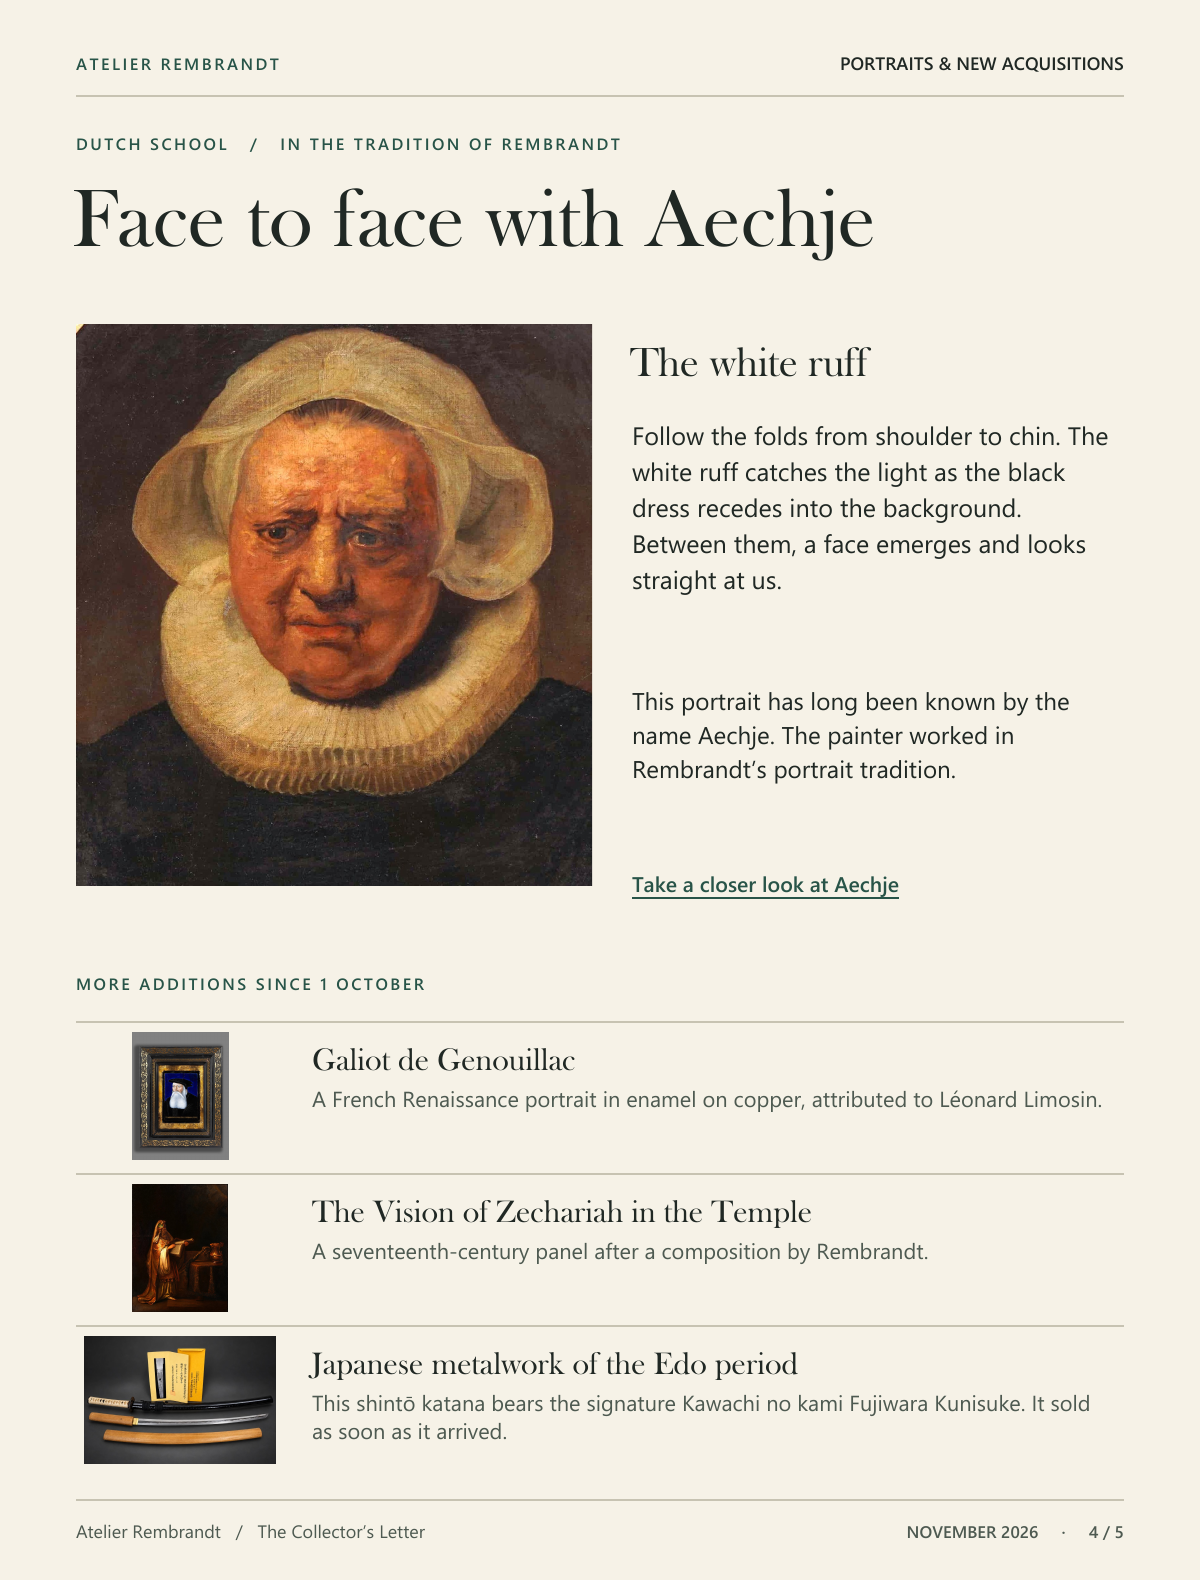 ATELIER REMBRANDT
PORTRAITS & NEW ACQUISITIONS
DUTCH SCHOOL / IN THE TRADITION OF REMBRANDT
Face to face with Aechje
The white ruff
Follow the folds from shoulder to chin. The
white ruff catches the light as the black
dress recedes into the background.
Between them, a face emerges and looks
straight at us.
This portrait has long been known by the
name Aechje. The painter worked in
Rembrandt’s portrait tradition.
Take a closer look at Aechje
MORE ADDITIONS SINCE 1 OCTOBER
Galiot de Genouillac
A French Renaissance portrait in enamel on copper, attributed to Léonard Limosin.
The Vision of Zechariah in the Temple
A seventeenth-century panel after a composition by Rembrandt.
Japanese metalwork of the Edo period
This shintō katana bears the signature Kawachi no kami Fujiwara Kunisuke. It sold
as soon as it arrived.
Atelier Rembrandt / The Collector’s Letter
NOVEMBER 2026 · 4 / 5